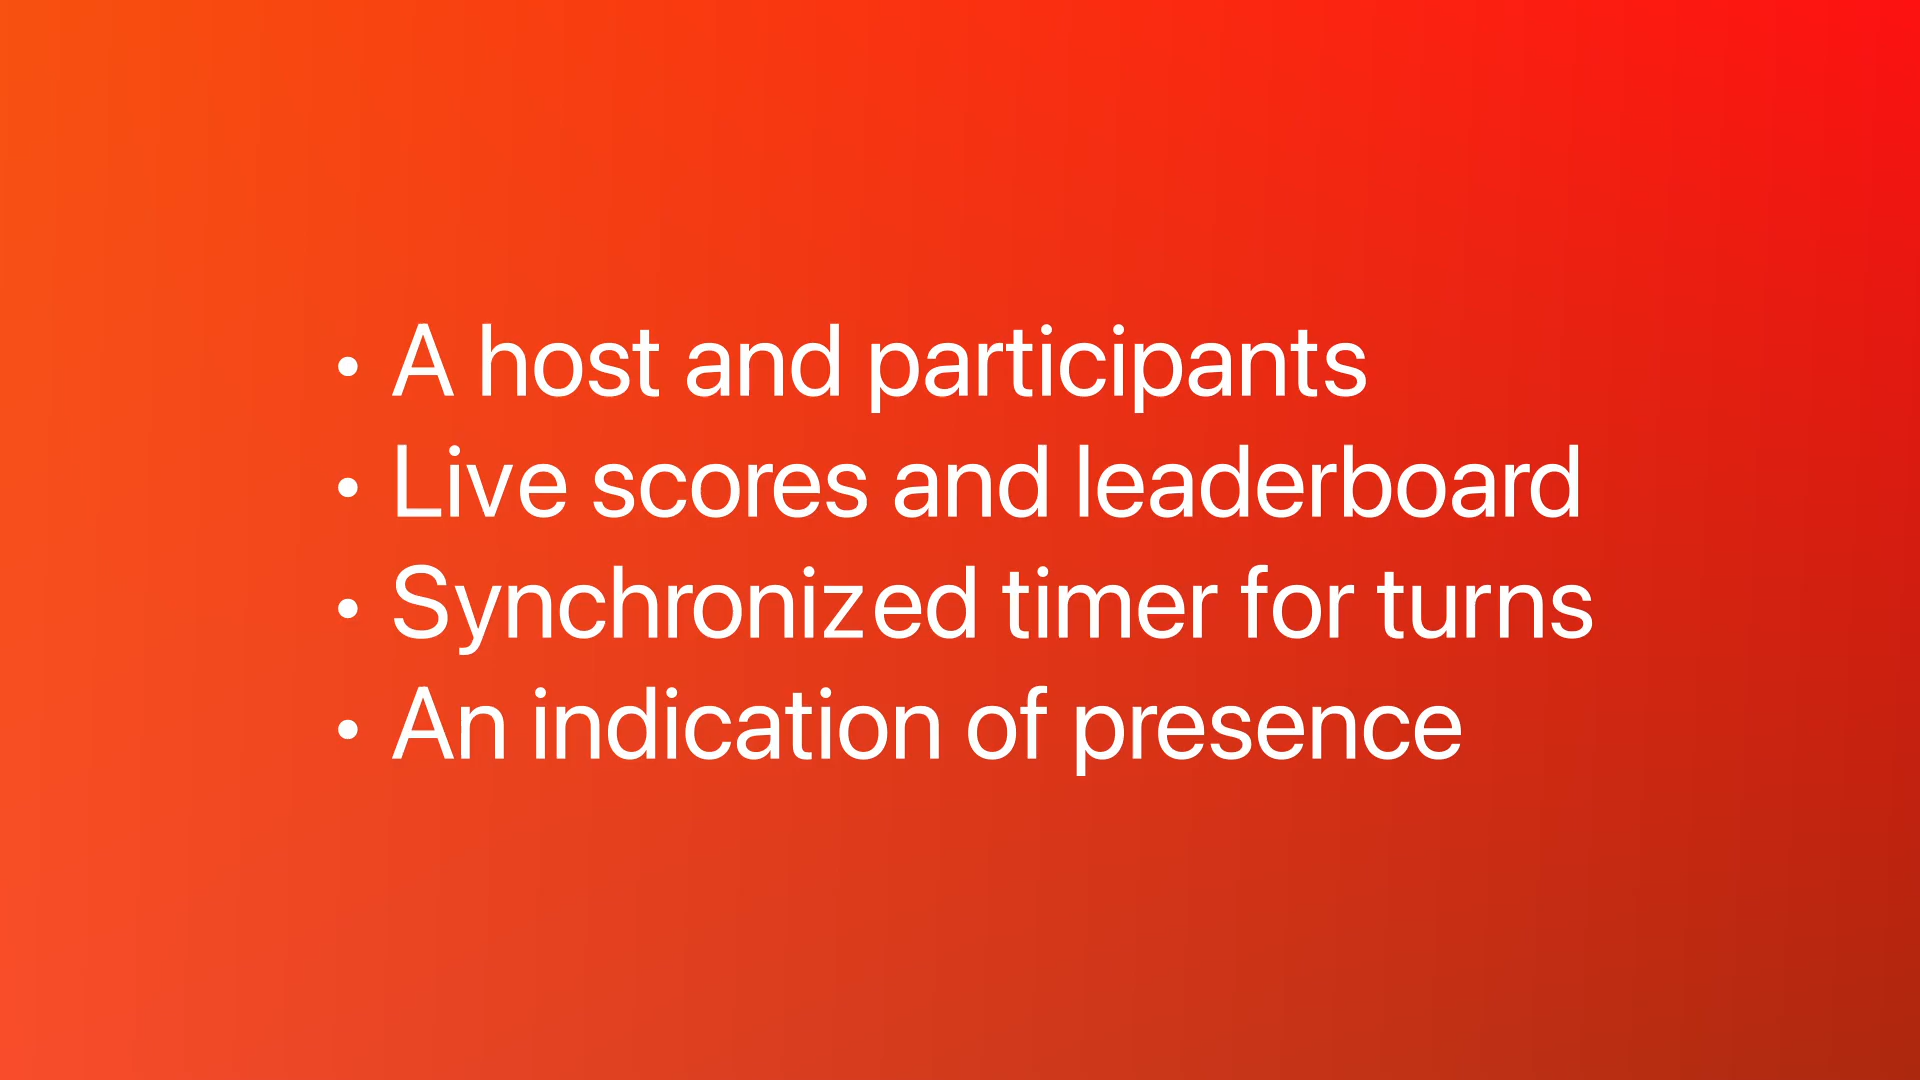 • A host and participants
• Live scores and leaderboard
• Synchronized timer for turns
• An indication of presence